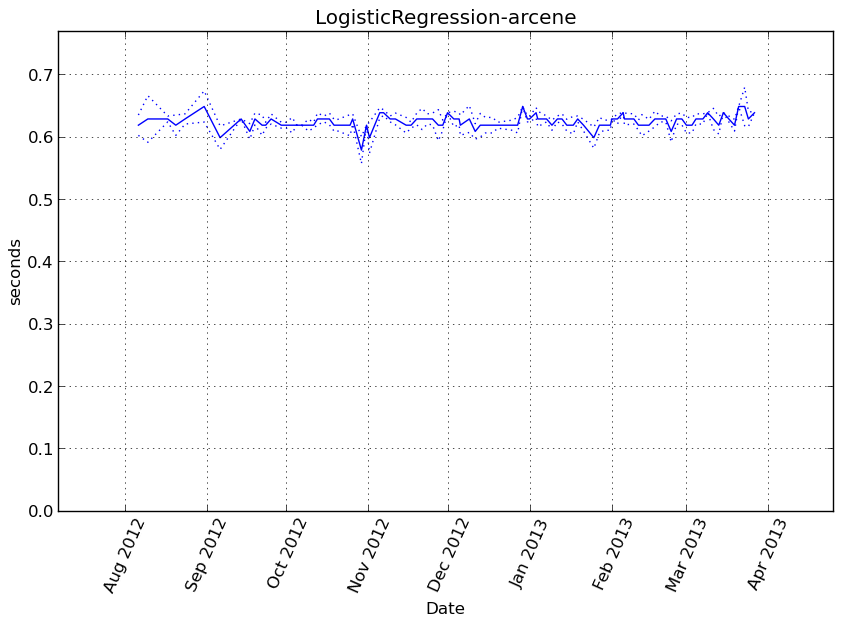 LogisticRegression-arcene
0.7
0.6
0.5
0.4
0.3
0.2
0.1
0.0
seconds
Aug 2012
Sep 2012
Oct 2012
Nov 2012
Dec 2012
Jan 2013
Feb 2013
Mar 2013
Apr 2013
Date